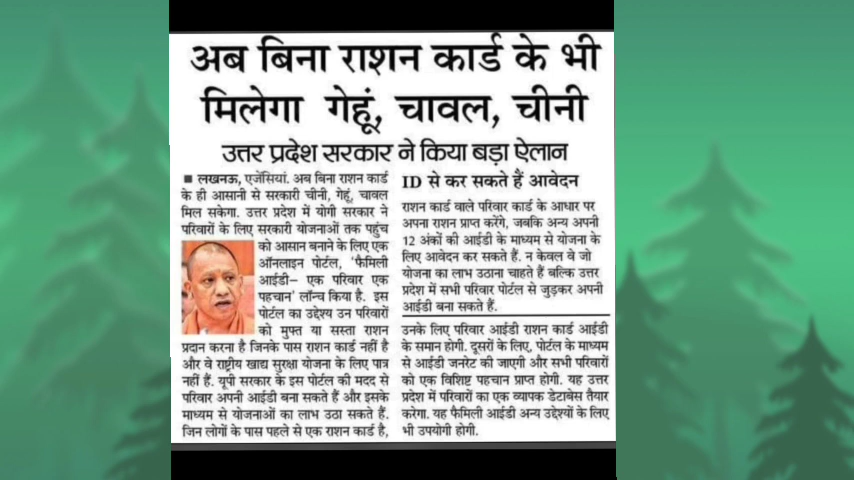 अब बिना राशन कार्ड के भी
मिलेगा गेहूं, चावल, चीनी
उत्तर प्रदेश सरकार ने किया बड़ा ऐलान
■ लखनऊ, एजेंसियां. अब बिना राशन कार्ड
के ही आसानी से सरकारी चीनी, गेहूं, चावल
मिल सकेगा. उत्तर प्रदेश में योगी सरकार ने
परिवारों के लिए सरकारी योजनाओं तक पहुंच
को आसान बनाने के लिए एक
ऑनलाइन पोर्टल, 'फैमिली
आईडी– एक परिवार एक
पहचान' लॉन्च किया है. इस
पोर्टल का उद्देश्य उन परिवारों
को मुफ्त या सस्ता राशन
प्रदान करना है जिनके पास राशन कार्ड नहीं है
और वे राष्ट्रीय खाद्य सुरक्षा योजना के लिए पात्र
नहीं हैं. यूपी सरकार के इस पोर्टल की मदद से
परिवार अपनी आईडी बना सकते हैं और इसके
माध्यम से योजनाओं का लाभ उठा सकते हैं.
जिन लोगों के पास पहले से एक राशन कार्ड है,
ID से कर सकते हैं आवेदन
राशन कार्ड वाले परिवार कार्ड के आधार पर
अपना राशन प्राप्त करेंगे, जबकि अन्य अपनी
12 अंकों की आईडी के माध्यम से योजना के
लिए आवेदन कर सकते हैं. न केवल वे जो
योजना का लाभ उठाना चाहते हैं बल्कि उत्तर
प्रदेश में सभी परिवार पोर्टल से जुड़कर अपनी
आईडी बना सकते हैं.
उनके लिए परिवार आईडी राशन कार्ड आईडी
के समान होगी. दूसरों के लिए, पोर्टल के माध्यम
से आईडी जनरेट की जाएगी और सभी परिवारों
को एक विशिष्ट पहचान प्राप्त होगी. यह उत्तर
प्रदेश में परिवारों का एक व्यापक डेटाबेस तैयार
करेगा. यह फैमिली आईडी अन्य उद्देश्यों के लिए
भी उपयोगी होगी.